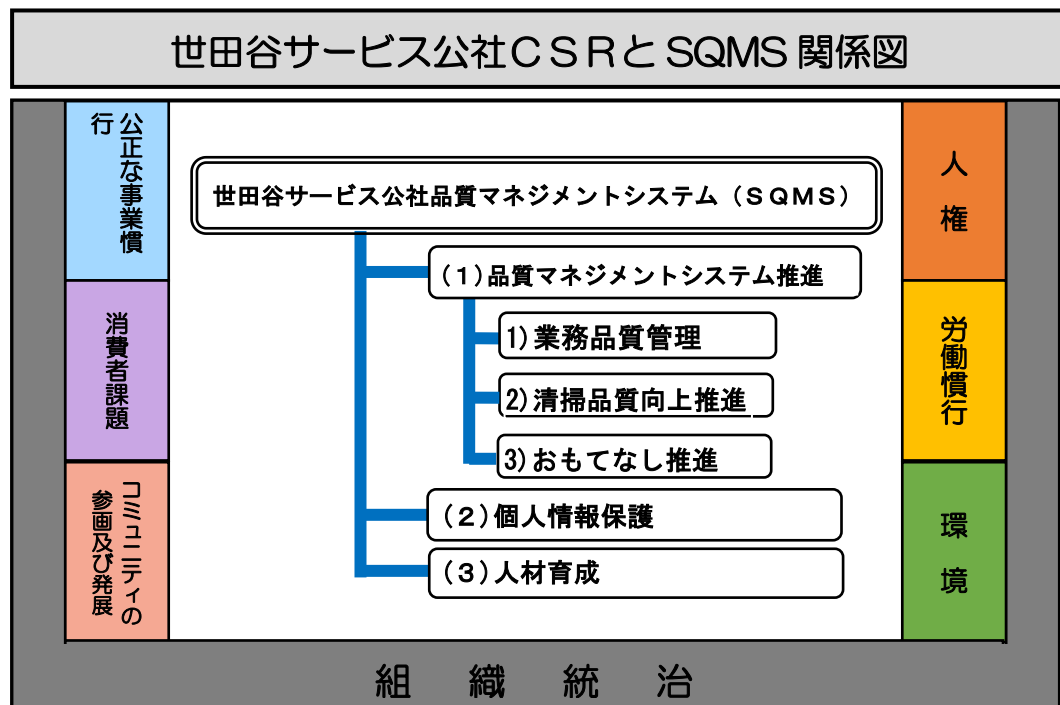 世田谷サービス公社ＣＳＲとSQMS関係図
公正な事業慣
行
消費者課題
コミュニティの
参画及び発展
世田谷サービス公社品質マネジメントシステム（ＳＱＭＳ）
（１）品質マネジメントシステム推進
1)業務品質管理
2)清掃品質向上推進
3)おもてなし推進
（２）個人情報保護
（３）人材育成
人権
労働慣行
環境
組織統治